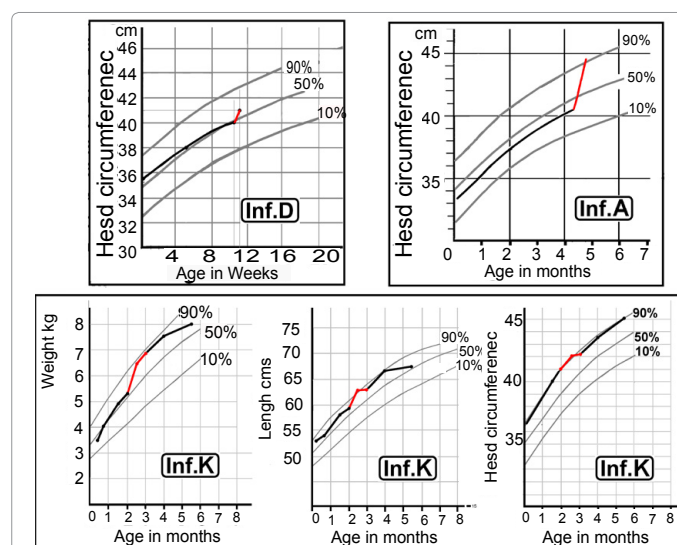 Hesd circumferenec
cm
46
44
42
40
38
36
34
32
30
90%
50%
10%
Inf.D
4 8 12 16 20
Age in Weeks
Hesd circumferenec
cm
45
40
35
90%
50%
10%
Inf.A
0 1 2 3 4 5 6 7
Age in months
Weight kg
8
7
6
5
4
3
2
90%
50%
10%
Inf.K
0 1 2 3 4 5 6 7 8
Age in months
Lengh cms
75
70
65
60
55
50
90%
50%
10%
Inf.K
0 1 2 3 4 5 6 7 8
Age in months
Hesd circumferenec
45
40
35
90%
50%
10%
Inf.K
0 1 2 3 4 5 6 7 8
Age in months